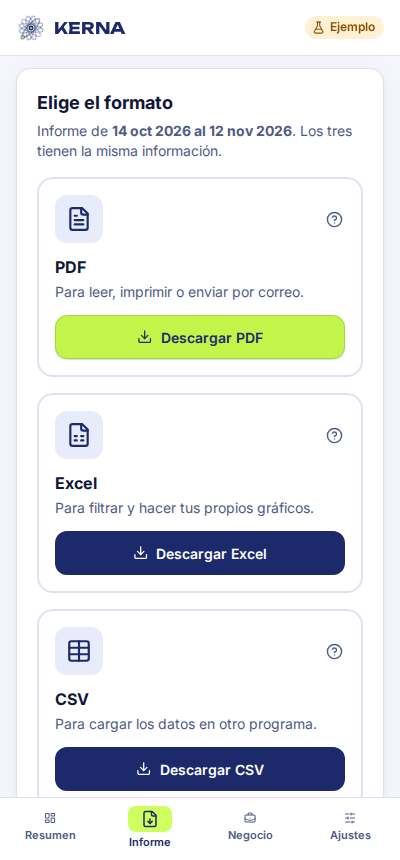 KERNA
Ejemplo
Elige el formato
Informe de 14 oct 2026 al 12 nov 2026. Los tres
tienen la misma información.
PDF
Para leer, imprimir o enviar por correo.
Descargar PDF
Excel
Para filtrar y hacer tus propios gráficos.
Descargar Excel
CSV
Para cargar los datos en otro programa.
Descargar CSV
Resumen
Informe
Negocio
Ajustes